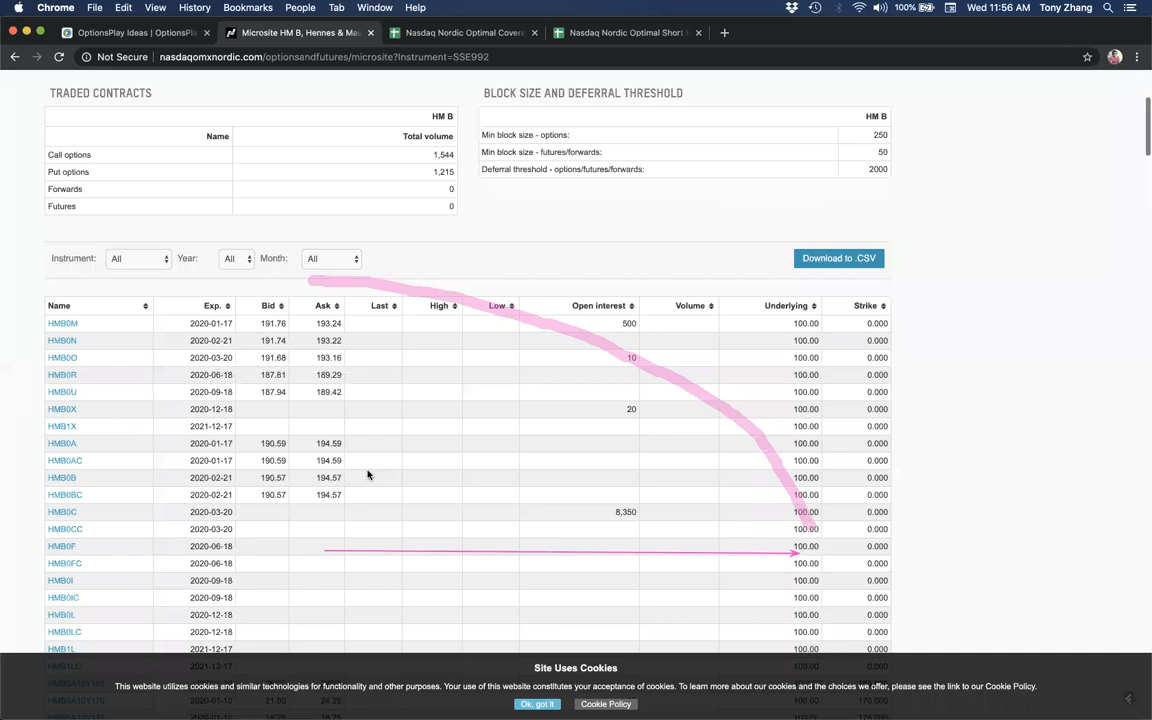 Chrome File Edit View History Bookmarks People Tab Window Help 100% Wed 11:56 AM Tony Zhang
OptionsPlay Ideas | OptionsPla Microsite HM B, Hennes & Mau Nasdaq Nordic Optimal Covere Nasdaq Nordic Optimal Short
Not Secure nasdaqomxnordic.com/optionsandfutures/microsite?Instrument=SSE992
TRADED CONTRACTS BLOCK SIZE AND DEFERRAL THRESHOLD
HM B HM B
Name Total volume Min block size - options: 250
Call options 1,544 Min block size - futures/forwards: 50
Put options 1,215 Deferral threshold - options/futures/forwards: 2000
Forwards 0
Futures 0
Instrument: All Year: All Month: All Download to .CSV
Name Exp. Bid Ask Last High Low Open interest Volume Underlying Strike
HMB0M 2020-01-17 191.76 193.24 500 100.00 0.000
HMB0N 2020-02-21 191.74 193.22 100.00 0.000
HMB0O 2020-03-20 191.68 193.16 10 100.00 0.000
HMB0R 2020-06-18 187.81 189.29 100.00 0.000
HMB0U 2020-09-18 187.94 189.42 100.00 0.000
HMB0X 2020-12-18 20 100.00 0.000
HMB1X 2021-12-17 100.00 0.000
HMB0A 2020-01-17 190.59 194.59 100.00 0.000
HMB0AC 2020-01-17 190.59 194.59 100.00 0.000
HMB0B 2020-02-21 190.57 194.57 100.00 0.000
HMB0BC 2020-02-21 190.57 194.57 100.00 0.000
HMB0C 2020-03-20 8,350 100.00 0.000
HMB0CC 2020-03-20 100.00 0.000
HMB0F 2020-06-18 100.00 0.000
HMB0FC 2020-06-18 100.00 0.000
HMB0I 2020-09-18 100.00 0.000
HMB0IC 2020-09-18 100.00 0.000
HMB0L 2020-12-18 100.00 0.000
HMB0LC 2020-12-18 100.00 0.000
HMB1L 2021-12-17 100.00 0.000
Site Uses Cookies
This website utilizes cookies and similar technologies for functionality and other purposes. Your use of this website constitutes your acceptance of cookies. To learn more about our cookies and the choices we offer, please see the link to our Cookie Policy.
Ok, got it Cookie Policy